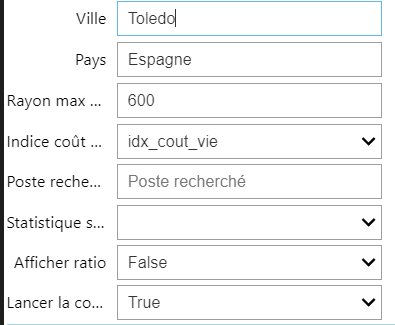 Ville Toledo
Pays Espagne
Rayon max ... 600
Indice coût ... idx_cout_vie
Poste reche... Poste recherché
Statistique s...
Afficher ratio False
Lancer la co... True